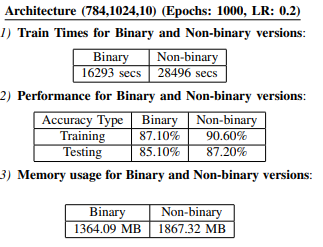 Architecture (784,1024,10) (Epochs: 1000, LR: 0.2)
1) Train Times for Binary and Non-binary versions:
Binary Non-binary
16293 secs 28496 secs
2) Performance for Binary and Non-binary versions:
Accuracy Type Binary Non-binary
Training 87.10% 90.60%
Testing 85.10% 87.20%
3) Memory usage for Binary and Non-binary versions:
Binary Non-binary
1364.09 MB 1867.32 MB